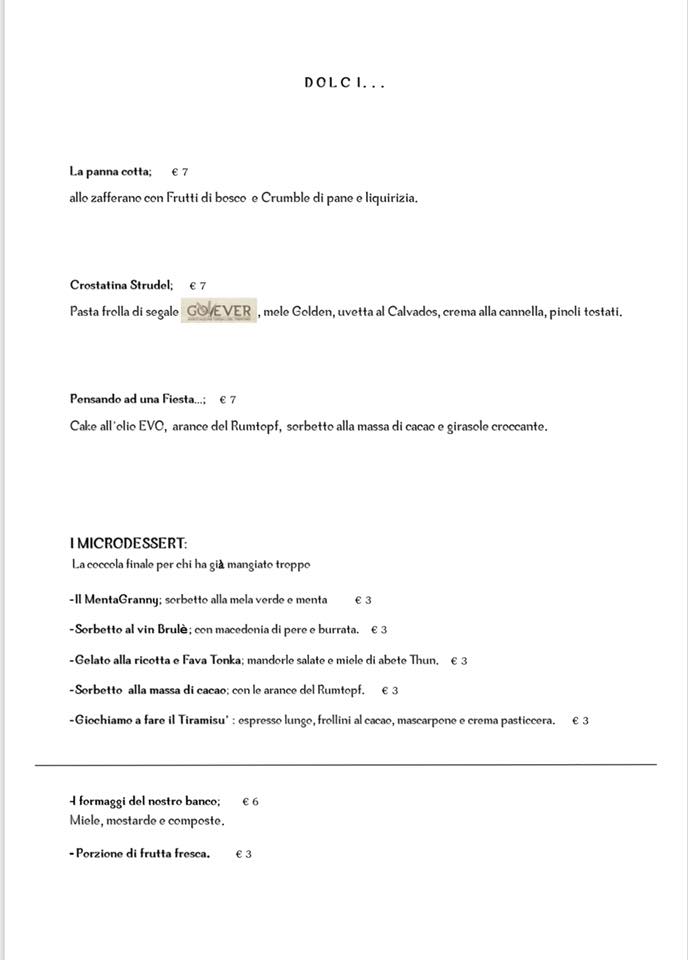 DOLCI...
La panna cotta; € 7
allo zafferano con Frutti di bosco e Crumble di pane e liquirizia.
Crostatina Strudel; € 7
Pasta frolla di segale GOEVER, mele Golden, uvetta al Calvados, crema alla cannella, pinoli tostati.
Pensando ad una Fiesta...; € 7
Cake all'olio EVO, arance del Rumtopf, sorbetto alla massa di cacao e girasole croccante.
I MICRODESSERT:
La coccola finale per chi ha già mangiato troppo
-Il MentaGranny; sorbetto alla mela verde e menta € 3
-Sorbetto al vin Brulè; con macedonia di pere e burrata. € 3
-Gelato alla ricotta e Fava Tonka; mandorle salate e miele di abete Thun. € 3
-Sorbetto alla massa di cacao; con le arance del Rumtopf. € 3
-Giochiamo a fare il Tiramisu' : espresso lungo, frollini al cacao, mascarpone e crema pasticcera. € 3
-I formaggi del nostro banco; € 6
Miele, mostarde e composte.
-Porzione di frutta fresca. € 3